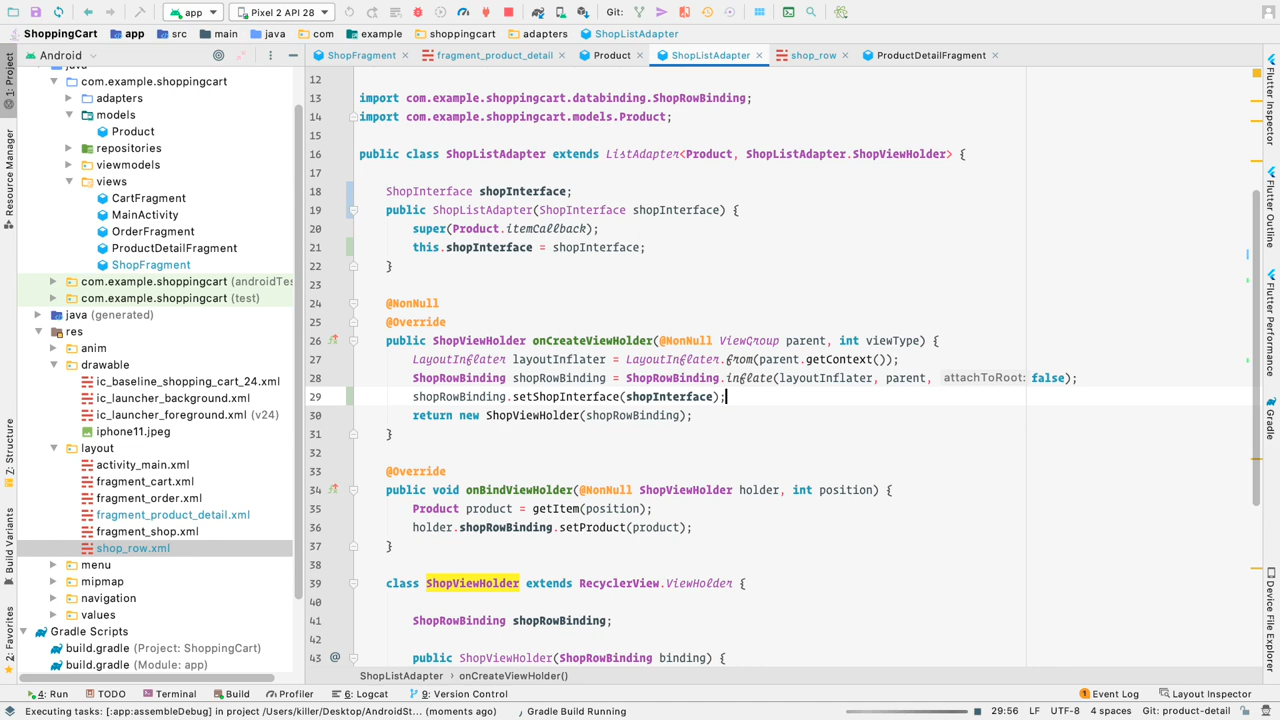 app
Pixel 2 API 28
Git:
ShoppingCart
app
src
main
java
com
example
shoppingcart
adapters
ShopListAdapter
Android
ShopFragment
fragment_product_detail
Product
ShopListAdapter
shop_row
ProductDetailFragment
1: Project
Resource Manager
Z: Structure
Build Variants
2: Favorites
java
com.example.shoppingcart
adapters
models
Product
repositories
viewmodels
views
CartFragment
MainActivity
OrderFragment
ProductDetailFragment
ShopFragment
com.example.shoppingcart (androidTes
com.example.shoppingcart (test)
java (generated)
res
anim
drawable
ic_baseline_shopping_cart_24.xml
ic_launcher_background.xml
ic_launcher_foreground.xml (v24)
iphone11.jpeg
layout
activity_main.xml
fragment_cart.xml
fragment_order.xml
fragment_product_detail.xml
fragment_shop.xml
shop_row.xml
menu
mipmap
navigation
values
Gradle Scripts
build.gradle (Project: ShoppingCart)
build.gradle (Module: app)
12
13 import com.example.shoppingcart.databinding.ShopRowBinding;
14 import com.example.shoppingcart.models.Product;
15
16 public class ShopListAdapter extends ListAdapter<Product, ShopListAdapter.ShopViewHolder> {
17
18 ShopInterface shopInterface;
19 public ShopListAdapter(ShopInterface shopInterface) {
20 super(Product.itemCallback);
21 this.shopInterface = shopInterface;
22 }
23
24 @NonNull
25 @Override
26 public ShopViewHolder onCreateViewHolder(@NonNull ViewGroup parent, int viewType) {
27 LayoutInflater layoutInflater = LayoutInflater.from(parent.getContext());
28 ShopRowBinding shopRowBinding = ShopRowBinding.inflate(layoutInflater, parent, attachToRoot: false);
29 shopRowBinding.setShopInterface(shopInterface);
30 return new ShopViewHolder(shopRowBinding);
31 }
32
33 @Override
34 public void onBindViewHolder(@NonNull ShopViewHolder holder, int position) {
35 Product product = getItem(position);
36 holder.shopRowBinding.setProduct(product);
37 }
38
39 class ShopViewHolder extends RecyclerView.ViewHolder {
40
41 ShopRowBinding shopRowBinding;
42
43 @ public ShopViewHolder(ShopRowBinding binding) {
ShopListAdapter
onCreateViewHolder()
Flutter Inspector
Flutter Outline
Flutter Performance
Gradle
Device File Explorer
4: Run
TODO
Terminal
Build
Profiler
6: Logcat
9: Version Control
1 Event Log
Layout Inspector
Executing tasks: [:app:assembleDebug] in project /Users/killer/Desktop/AndroidSt... (moments ago)
Gradle Build Running
29:56
LF
UTF-8
4 spaces
Git: product-detail